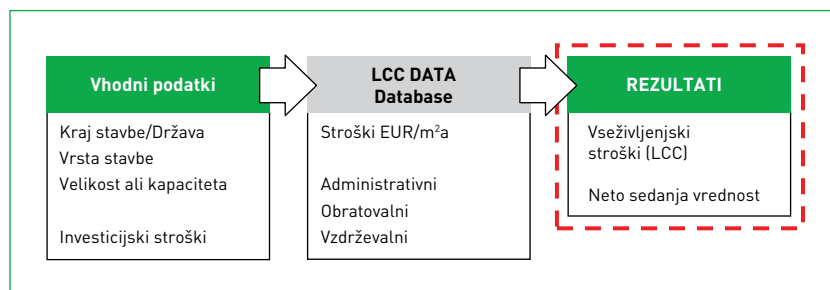 Vhodni podatki
Kraj stavbe/Država
Vrsta stavbe
Velikost ali kapaciteta
Investicijski stroški
LCC DATA
Database
Stroški EUR/m²a
Administrativni
Obratovalni
Vzdrževalni
REZULTATI
Vseživljenjski
stroški (LCC)
Neto sedanja vrednost